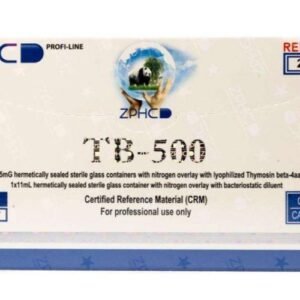 CD PROFI-LINE
ZPHCD
TB-500
5mG hermetically sealed sterile glass containers with nitrogen overlay with lyophilized Thymosin beta-4aa
1x11mL hermetically sealed sterile glass container with nitrogen overlay with bacteriostatic diluent
Certified Reference Material (CRM)
For professional use only